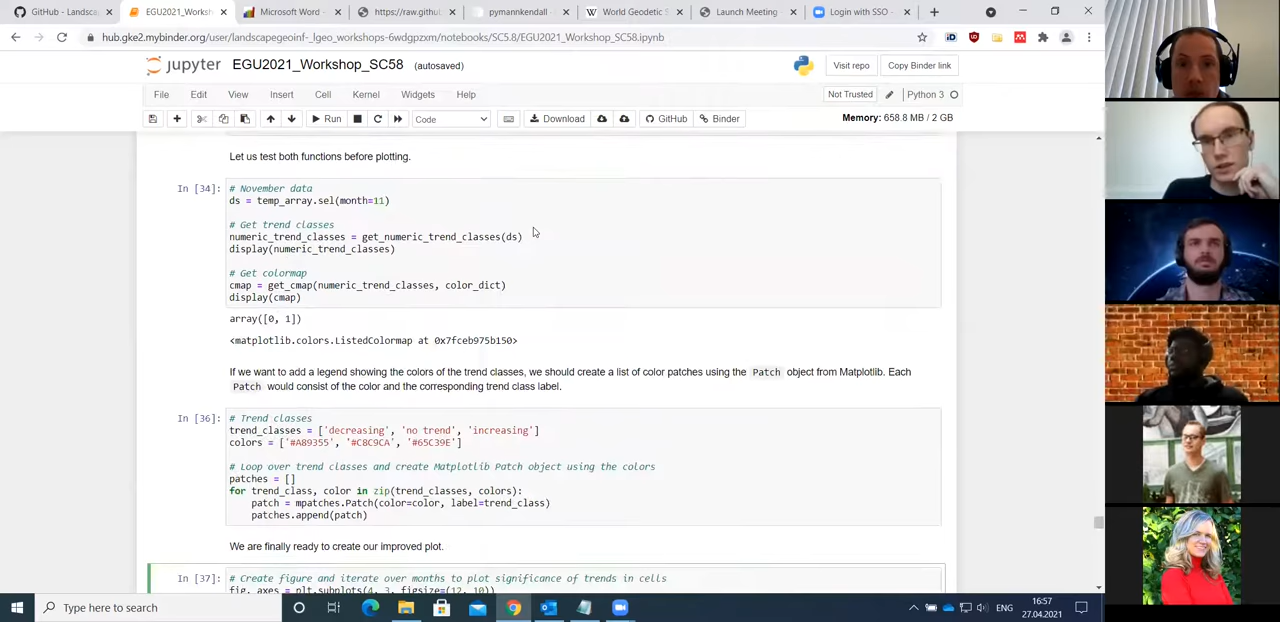 GitHub - Landsca
EGU2021_Worksh
Microsoft Word -
https://raw.githu
pymannkendall -
World Geodetic S
Launch Meeting -
Login with SSO -
hub.gke2.mybinder.org/user/landscapegeoinf-_lgeo_workshops-6wdgpzxm/notebooks/SC5.8/EGU2021_Workshop_SC58.ipynb
jupyter EGU2021_Workshop_SC58 (autosaved)
Visit repo
Copy Binder link
File Edit View Insert Cell Kernel Widgets Help
Not Trusted
Python 3
Run
Code
Download
GitHub
Binder
Memory: 658.8 MB / 2 GB
Let us test both functions before plotting.
In [34]:
# November data
ds = temp_array.sel(month=11)
# Get trend classes
numeric_trend_classes = get_numeric_trend_classes(ds)
display(numeric_trend_classes)
# Get colormap
cmap = get_cmap(numeric_trend_classes, color_dict)
display(cmap)
array([0, 1])
<matplotlib.colors.ListedColormap at 0x7fceb975b150>
If we want to add a legend showing the colors of the trend classes, we should create a list of color patches using the Patch object from Matplotlib. Each
Patch would consist of the color and the corresponding trend class label.
In [36]:
# Trend classes
trend_classes = ['decreasing', 'no trend', 'increasing']
colors = ['#A89355', '#C8C9CA', '#65C39E']
# Loop over trend classes and create Matplotlib Patch object using the colors
patches = []
for trend_class, color in zip(trend_classes, colors):
patch = mpatches.Patch(color=color, label=trend_class)
patches.append(patch)
We are finally ready to create our improved plot.
In [37]:
# Create figure and iterate over months to plot significance of trends in cells
fig, axes = plt.subplots(4, 3, figsize=(12, 10))
Type here to search
ENG
16:57
27.04.2021